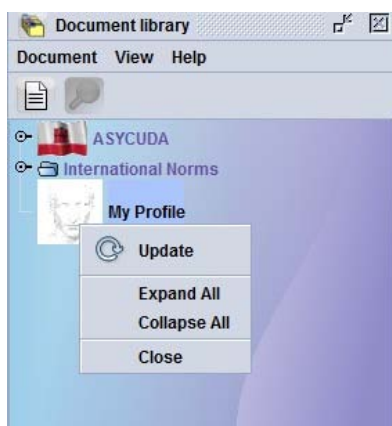 Document library
Document View Help
ASYCUDA
International Norms
My Profile
Update
Expand All
Collapse All
Close